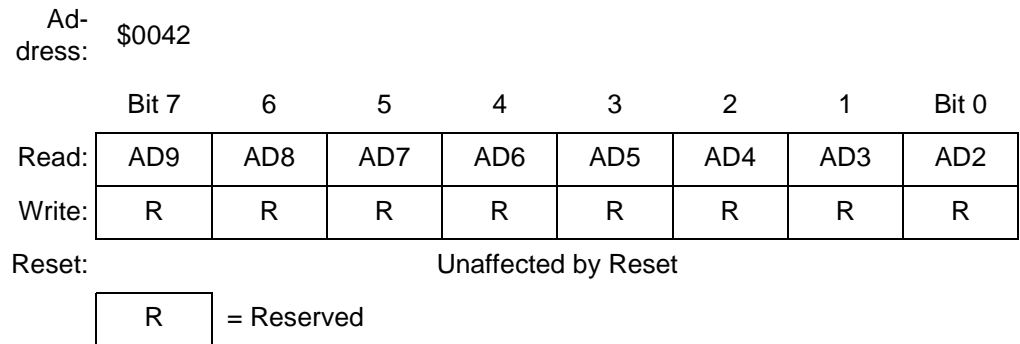 Ad-
dress: $0042
Bit 7 6 5 4 3 2 1 Bit 0
Read: AD9 AD8 AD7 AD6 AD5 AD4 AD3 AD2
Write: R R R R R R R R
Reset: Unaffected by Reset
R = Reserved